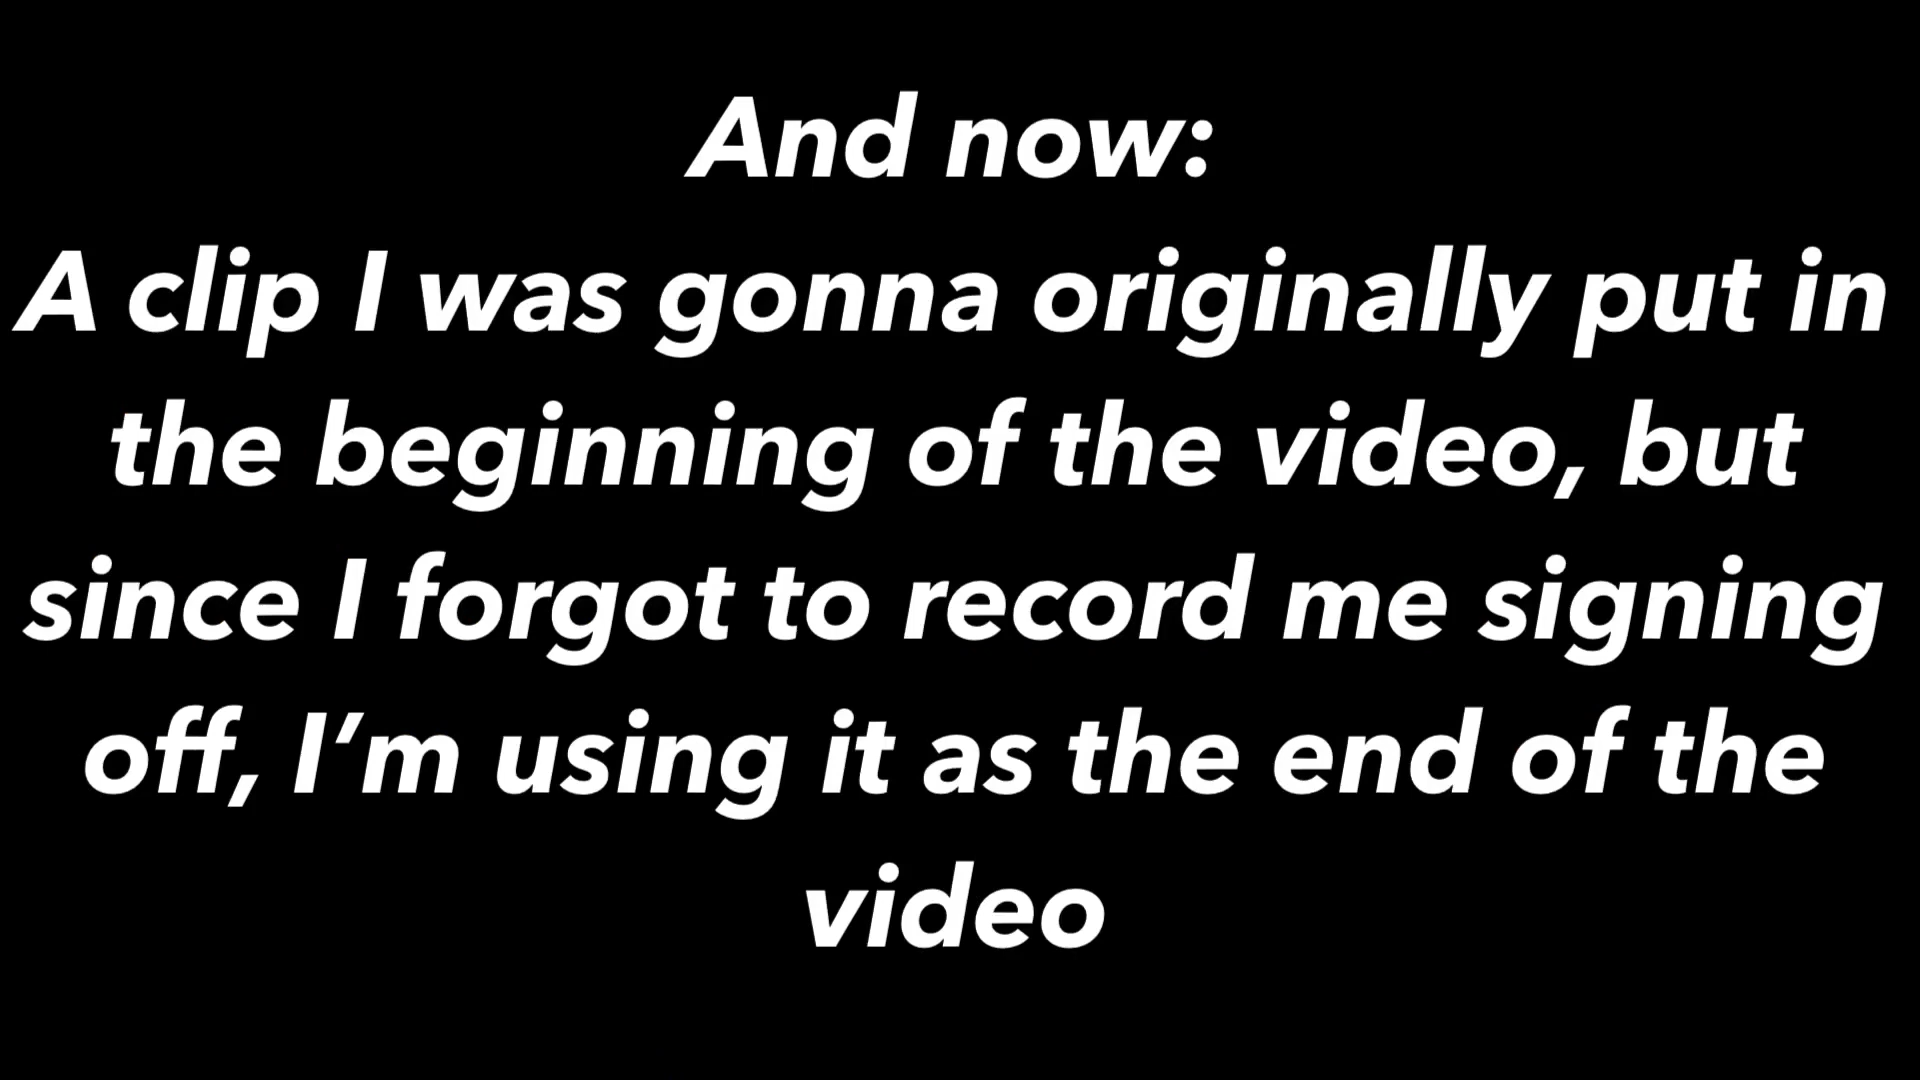 And now:
A clip I was gonna originally put in
the beginning of the video, but
since I forgot to record me signing
off, I’m using it as the end of the
video